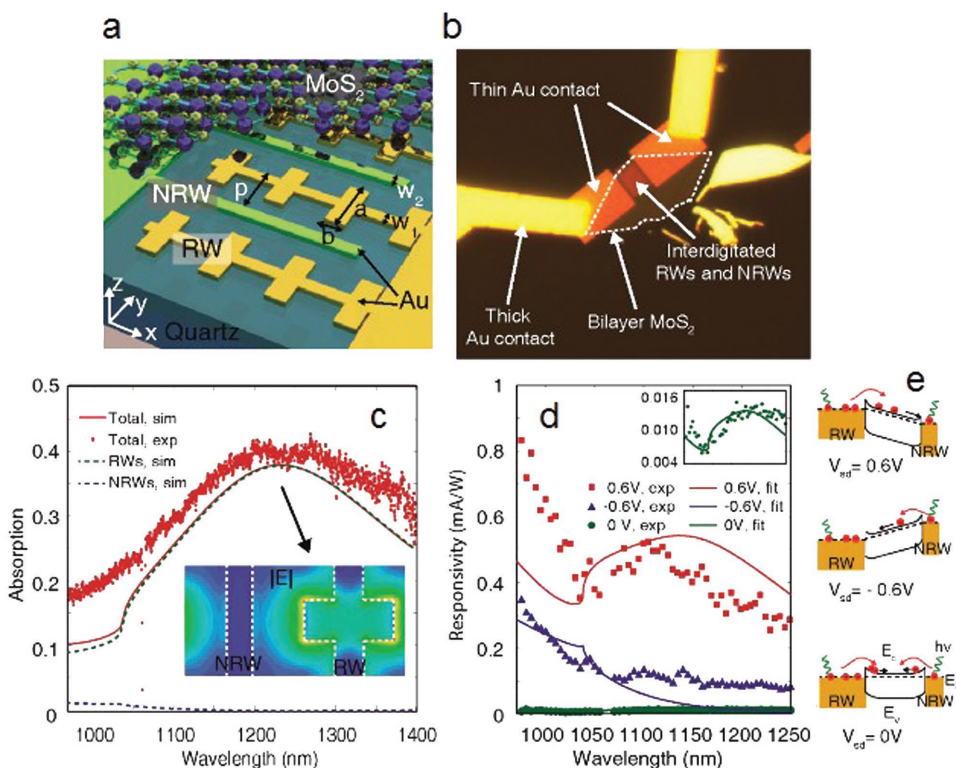 a
MoS2
NRW
p
w2
a
w1
b
RW
Au
z
y
x
Quartz
b
Thin Au contact
Interdigitated
RWs and NRWs
Thick
Au contact
Bilayer MoS2
c
0.5
0.4
0.3
0.2
0.1
0
Absorption
Total, sim
Total, exp
RWs, sim
NRWs, sim
|E|
NRW
RW
1000 1100 1200 1300 1400
Wavelength (nm)
d
1
0.8
0.6
0.4
0.2
0
Responsivity (mA/W)
0.016
0.010
0.004
0.6V, exp 0.6V, fit
-0.6V, exp -0.6V, fit
0 V, exp 0V, fit
1000 1050 1100 1150 1200 1250
Wavelength (nm)
e
RW
NRW
Vsd= 0.6V
RW
NRW
Vsd= - 0.6V
Ec
hν
RW
NRW
Ev
Vsd= 0V